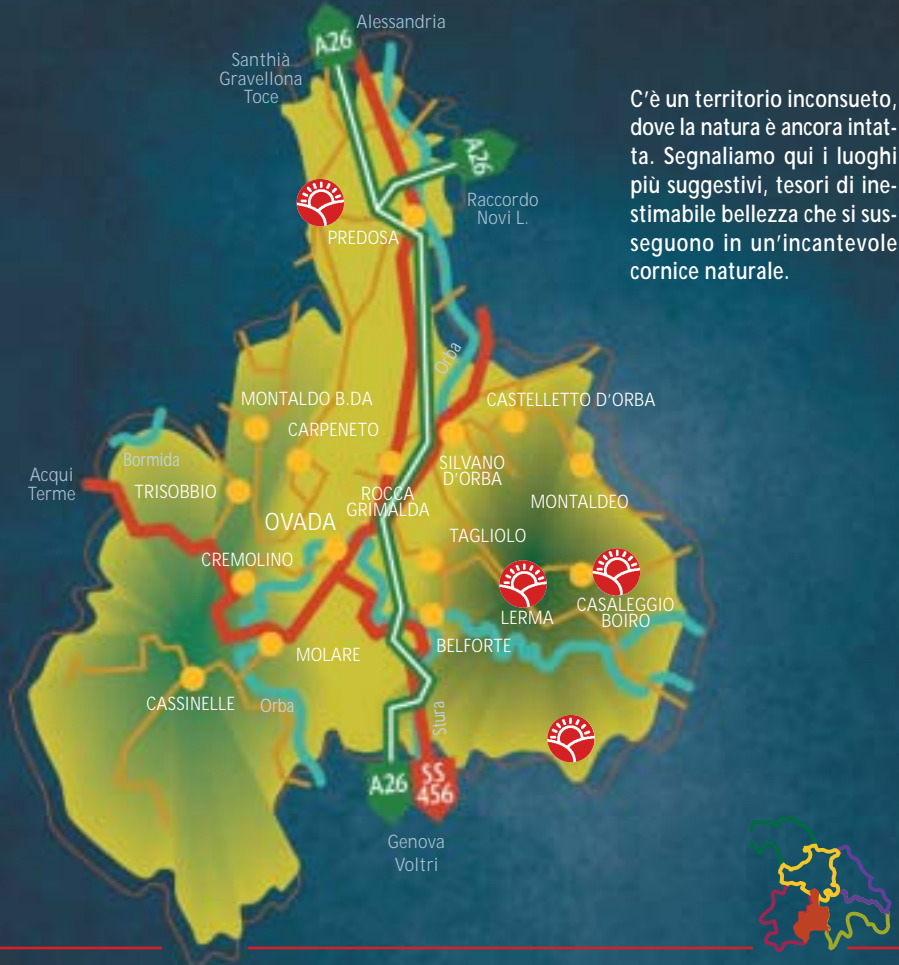 Alessandria
A26
Santhià
Gravellona
Toce
C'è un territorio inconsueto,
dove la natura è ancora intat-
ta. Segnaliamo qui i luoghi
più suggestivi, tesori di ine-
stimabile bellezza che si sus-
seguono in un'incantevole
cornice naturale.
A26
Raccordo
Novi L.
PREDOSA
Orba
MONTALDO B.DA
CASTELLETTO D'ORBA
CARPENETO
Bormida
Acqui
Terme
TRISOBBIO
ROCCA
GRIMALDA
SILVANO
D'ORBA
MONTALDEO
OVADA
TAGLIOLO
CREMOLINO
LERMA
CASALEGGIO
BOIRO
BELFORTE
MOLARE
CASSINELLE
Orba
Stura
A26
SS
456
Genova
Voltri